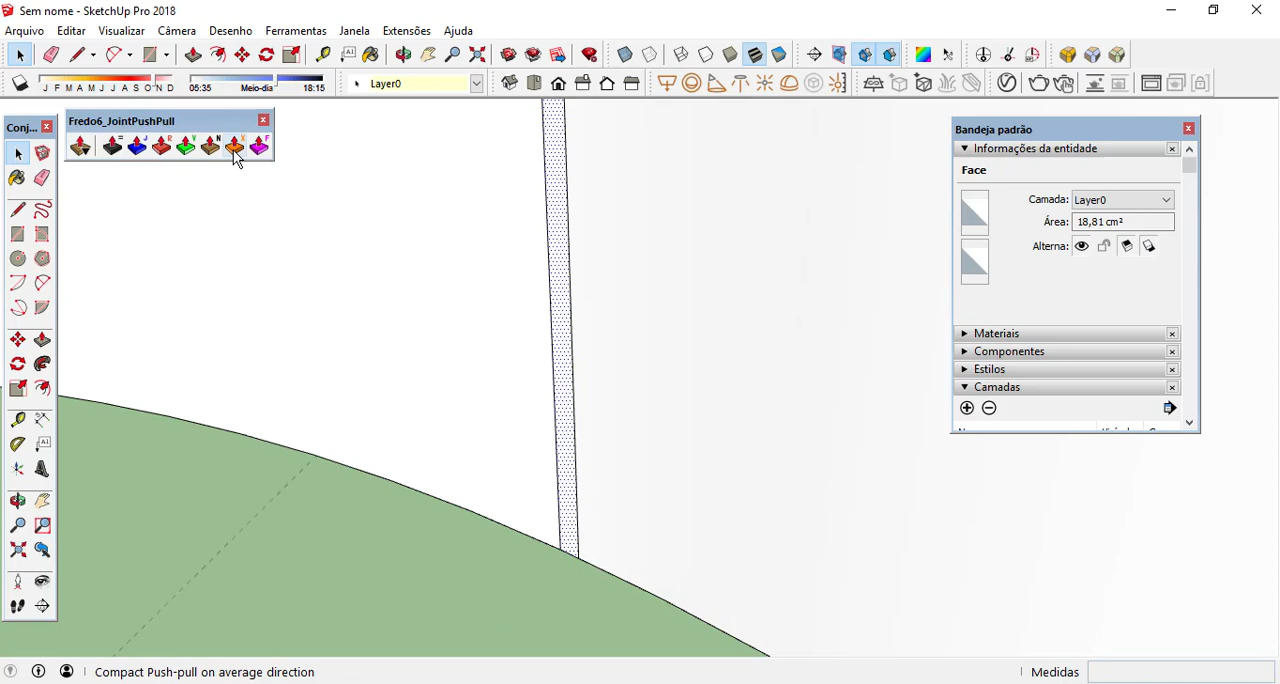 Sem nome - SketchUp Pro 2018
Arquivo Editar Visualizar Câmera Desenho Ferramentas Janela Extensões Ajuda
J F M A M J J A S O N D 05:35 Meio-dia 18:15 Layer0
Conj...
Fredo6_JointPushPull
= J R V N X F
Bandeja padrão
Informações da entidade
Face
Camada: Layer0
Área: 18,81 cm²
Alterna:
Materiais
Componentes
Estilos
Camadas
Compact Push-pull on average direction
Medidas